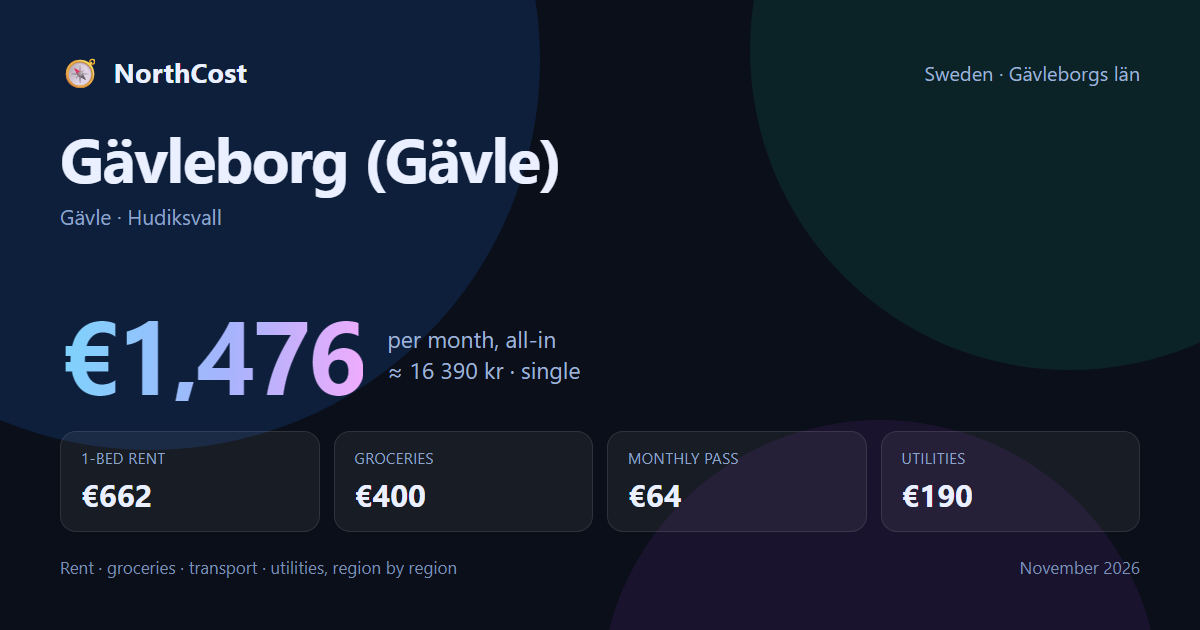 NorthCost
Sweden · Gävleborgs län
Gävleborg (Gävle)
Gävle · Hudiksvall
€1,476
per month, all-in
≈ 16 390 kr · single
1-BED RENT
€662
GROCERIES
€400
MONTHLY PASS
€64
UTILITIES
€190
Rent · groceries · transport · utilities, region by region
November 2026